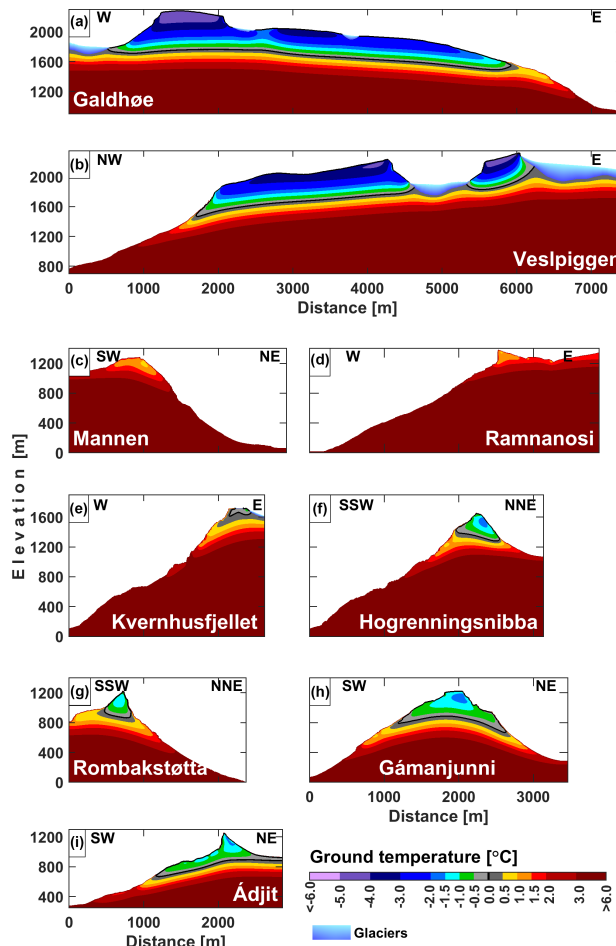 (a) W E
2000
1600
1200
Galdhøe
(b) NW E
2000
1600
1200
800
Veslpiggen
0 1000 2000 3000 4000 5000 6000 7000
Distance [m]
(c) SW NE
1200
800
400
0
Mannen
(d) W E
Ramnanosi
Elevation [m]
(e) W E
1600
1200
800
400
0
Kvernhusfjellet
(f) SSW NNE
Hogrenningsnibba
0 1000 2000 3000
(g) SSW NNE
1200
800
400
0
Rombakstøtta
(h) SW NE
Gámanjunni
0 1000 2000 3000
Distance [m]
(i) SW NE
1200
800
400
Ádjit
0 1000 2000
Distance [m]
Ground temperature [°C]
<-6.0 -5.0 -4.0 -3.0 -2.0 -1.5 -1.0 -0.5 0.0 0.5 1.0 1.5 2.0 3.0 >6.0
Glaciers